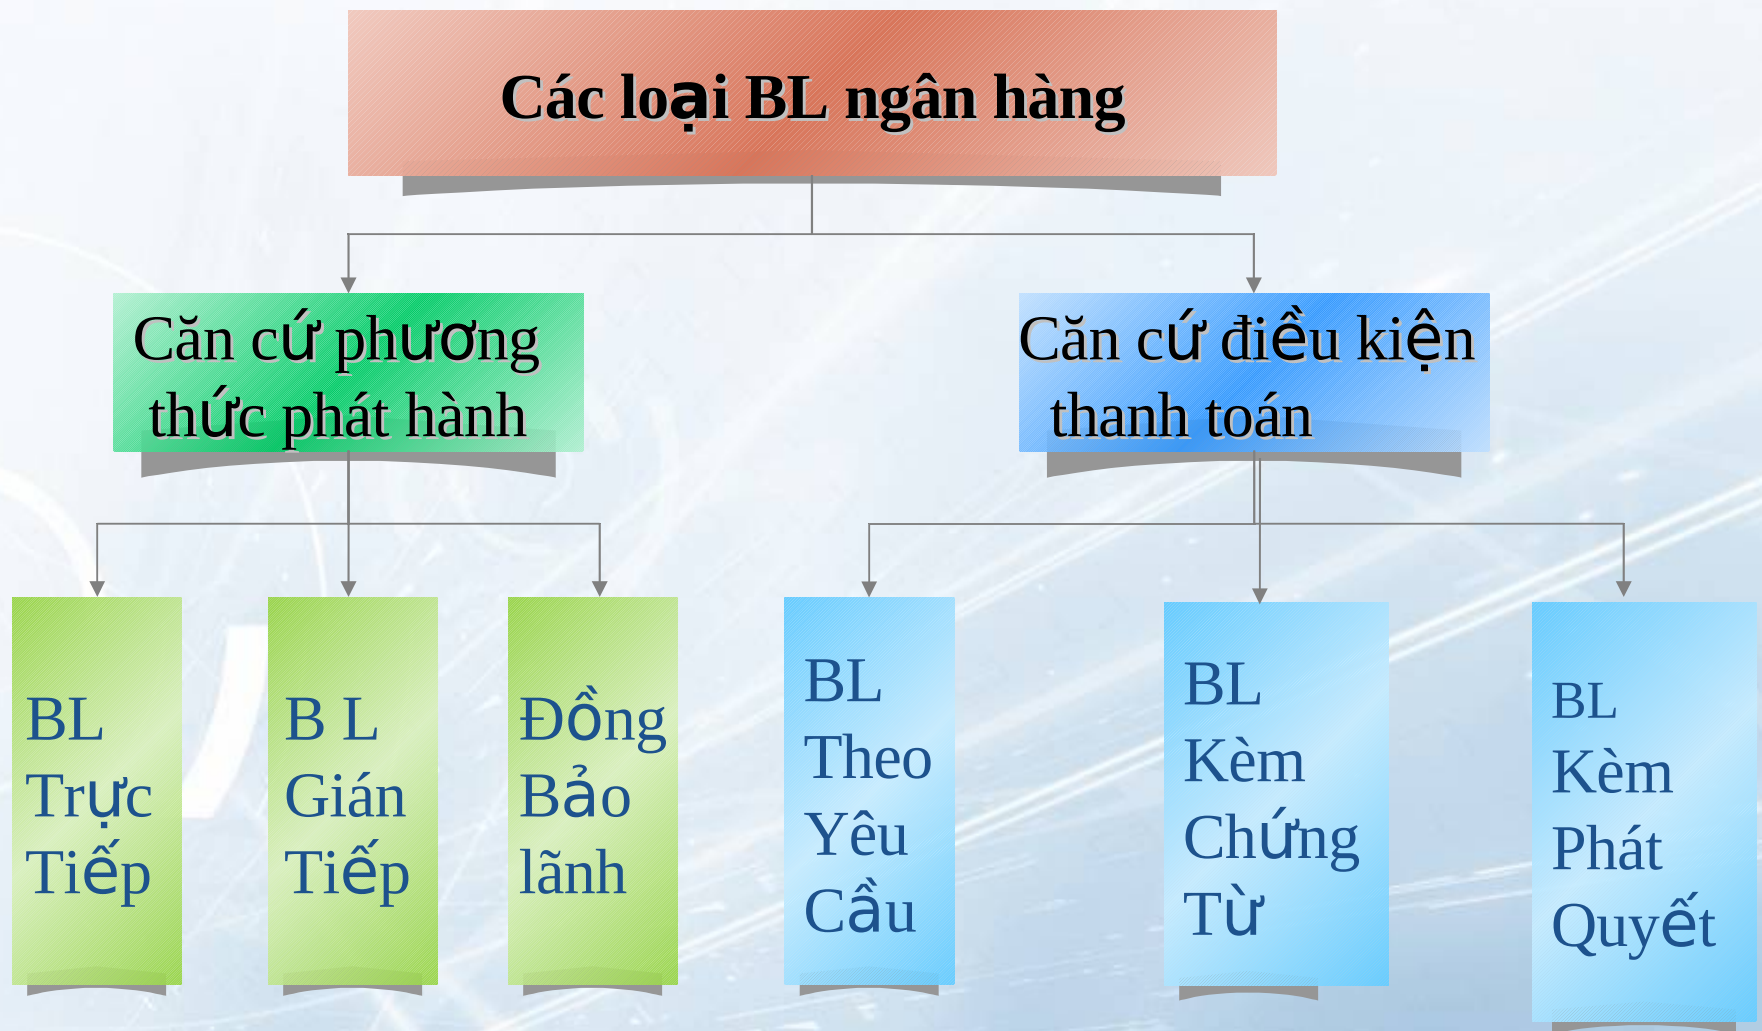 Các loại BL ngân hàng
Căn cứ phương
thức phát hành
Căn cứ điều kiện
thanh toán
BL
Trực
Tiếp
B L
Gián
Tiếp
Đồng
Bảo
lãnh
BL
Theo
Yêu
Cầu
BL
Kèm
Chứng
Từ
BL
Kèm
Phát
Quyết